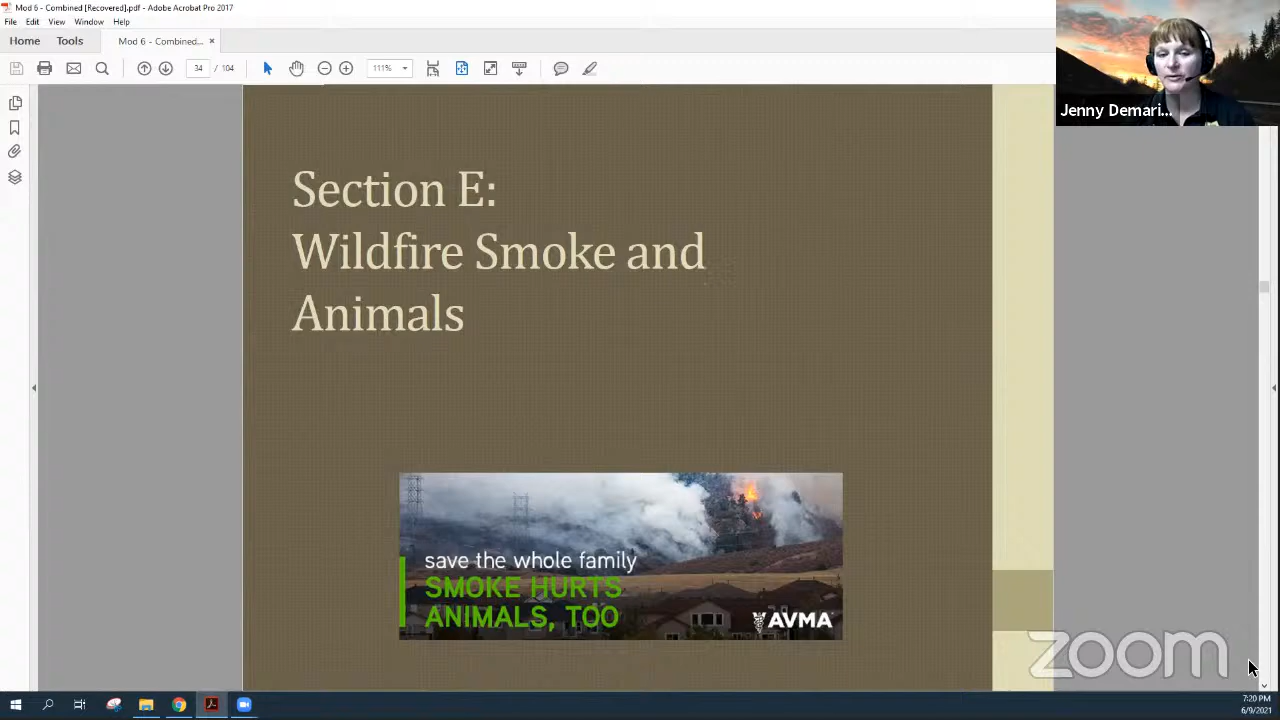 Mod 6 - Combined [Recovered].pdf - Adobe Acrobat Pro 2017
File Edit View Window Help
Home Tools Mod 6 - Combined... ×
34 / 104
111%
Jenny Demari...
Section E:
Wildfire Smoke and
Animals
save the whole family
SMOKE HURTS
ANIMALS, TOO
AVMA
zoom
7:20 PM
6/9/2021